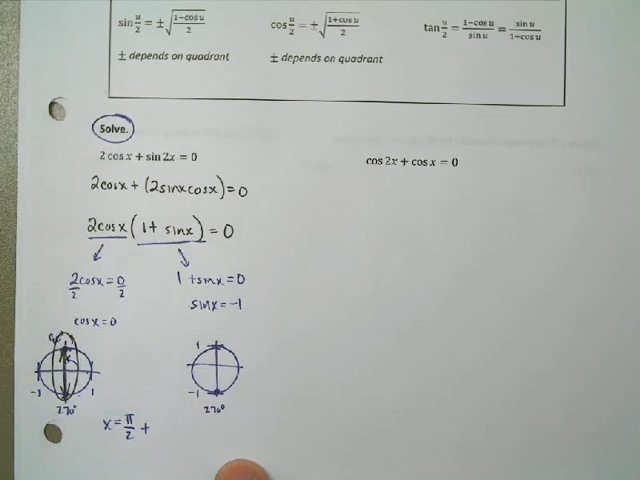 sin u/2 = ±√((1−cos u)/2)
cos u/2 = ±√((1+cos u)/2)
tan u/2 = (1−cos u)/(sin u) = (sin u)/(1+cos u)
± depends on quadrant
± depends on quadrant
Solve.
2 cos x + sin 2x = 0
cos 2x + cos x = 0
2cosx + (2sinxcosx) = 0
2cosx (1 + sinx) = 0
2cosx = 0
2 2
1 + sinx = 0
sinx = -1
cosx = 0
-1 1
270°
1
-1
270°
x = π/2 +